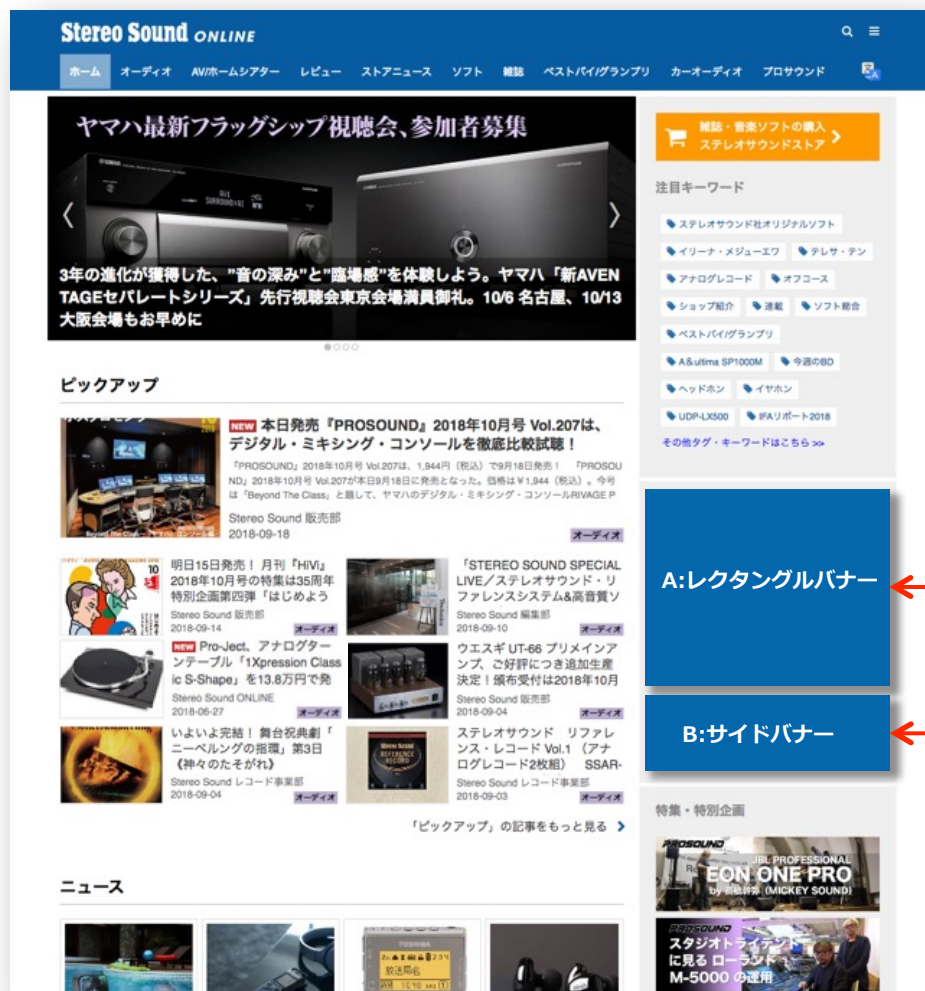 Stereo Sound ONLINE
ホーム オーディオ AV/ホームシアター レビュー ストアニュース ソフト 雑誌 ベストバイ/グランプリ カーオーディオ プロサウンド
ヤマハ最新フラッグシップ視聴会、参加者募集
3年の進化が獲得した、"音の深み"と"臨場感"を体験しよう。ヤマハ「新AVEN
TAGEセパレートシリーズ」先行視聴会東京会場満員御礼。10/6 名古屋、10/13
大阪会場もお早めに
雑誌・音楽ソフトの購入
ステレオサウンドストア
注目キーワード
ステレオサウンド社オリジナルソフト
イリーナ・メジューエワ テレサ・テン
アナログレコード オフコース
ショップ紹介 連載 ソフト総合
ベストバイ/グランプリ
A&ultima SP1000M 今週のBD
ヘッドホン イヤホン
UDP-LX500 IFAリポート2018
その他タグ・キーワードはこちら >>
ピックアップ
NEW 本日発売『PROSOUND』2018年10月号 Vol.207は、
デジタル・ミキシング・コンソールを徹底比較試聴！
『PROSOUND』2018年10月号 Vol.207は、1,944円（税込）で9月18日発売！ 『PROSOU
ND』2018年10月号 Vol.207が本日9月18日に発売となった。価格は￥1,944（税込）。今号
は「Beyond The Class」と題して、ヤマハのデジタル・ミキシング・コンソールRIVAGE P
Stereo Sound 販売部
2018-09-18
オーディオ
明日15日発売！ 月刊『HiVi』
2018年10月号の特集は35周年
特別企画第四弾「はじめよう
Stereo Sound 販売部
2018-09-14
オーディオ
「STEREO SOUND SPECIAL
LIVE／ステレオサウンド・リ
ファレンスシステム&高音質ソ
Stereo Sound 編集部
2018-09-10
オーディオ
NEW Pro-Ject、アナログター
ンテーブル「1Xpression Class
ic S-Shape」を13.8万円で発
Stereo Sound ONLINE
2018-06-27
オーディオ
ウエスギ UT-66 プリメインア
ンプ、ご好評につき追加生産
決定！頒布受付は2018年10月
Stereo Sound 販売部
2018-09-04
オーディオ
いよいよ完結！ 舞台祝典劇「
ニーベルングの指環」第3日
《神々のたそがれ》
Stereo Sound レコード事業部
2018-09-04
オーディオ
ステレオサウンド リファレ
ンス・レコード Vol.1 （アナ
ログレコード2枚組） SSAR-
Stereo Sound レコード事業部
2018-09-03
オーディオ
Stereo Sound
REFERENCE
RECORD
「ピックアップ」の記事をもっと見る
A:レクタングルバナー
B:サイドバナー
特集・特別企画
PROSOUND
JBL PROFESSIONAL
EON ONE PRO
(MICKEY SOUND)
PROSOUND
スタジオトライデント
に見る ローランド
M-5000 の運用
ニュース
TOSHIBA
放送局名